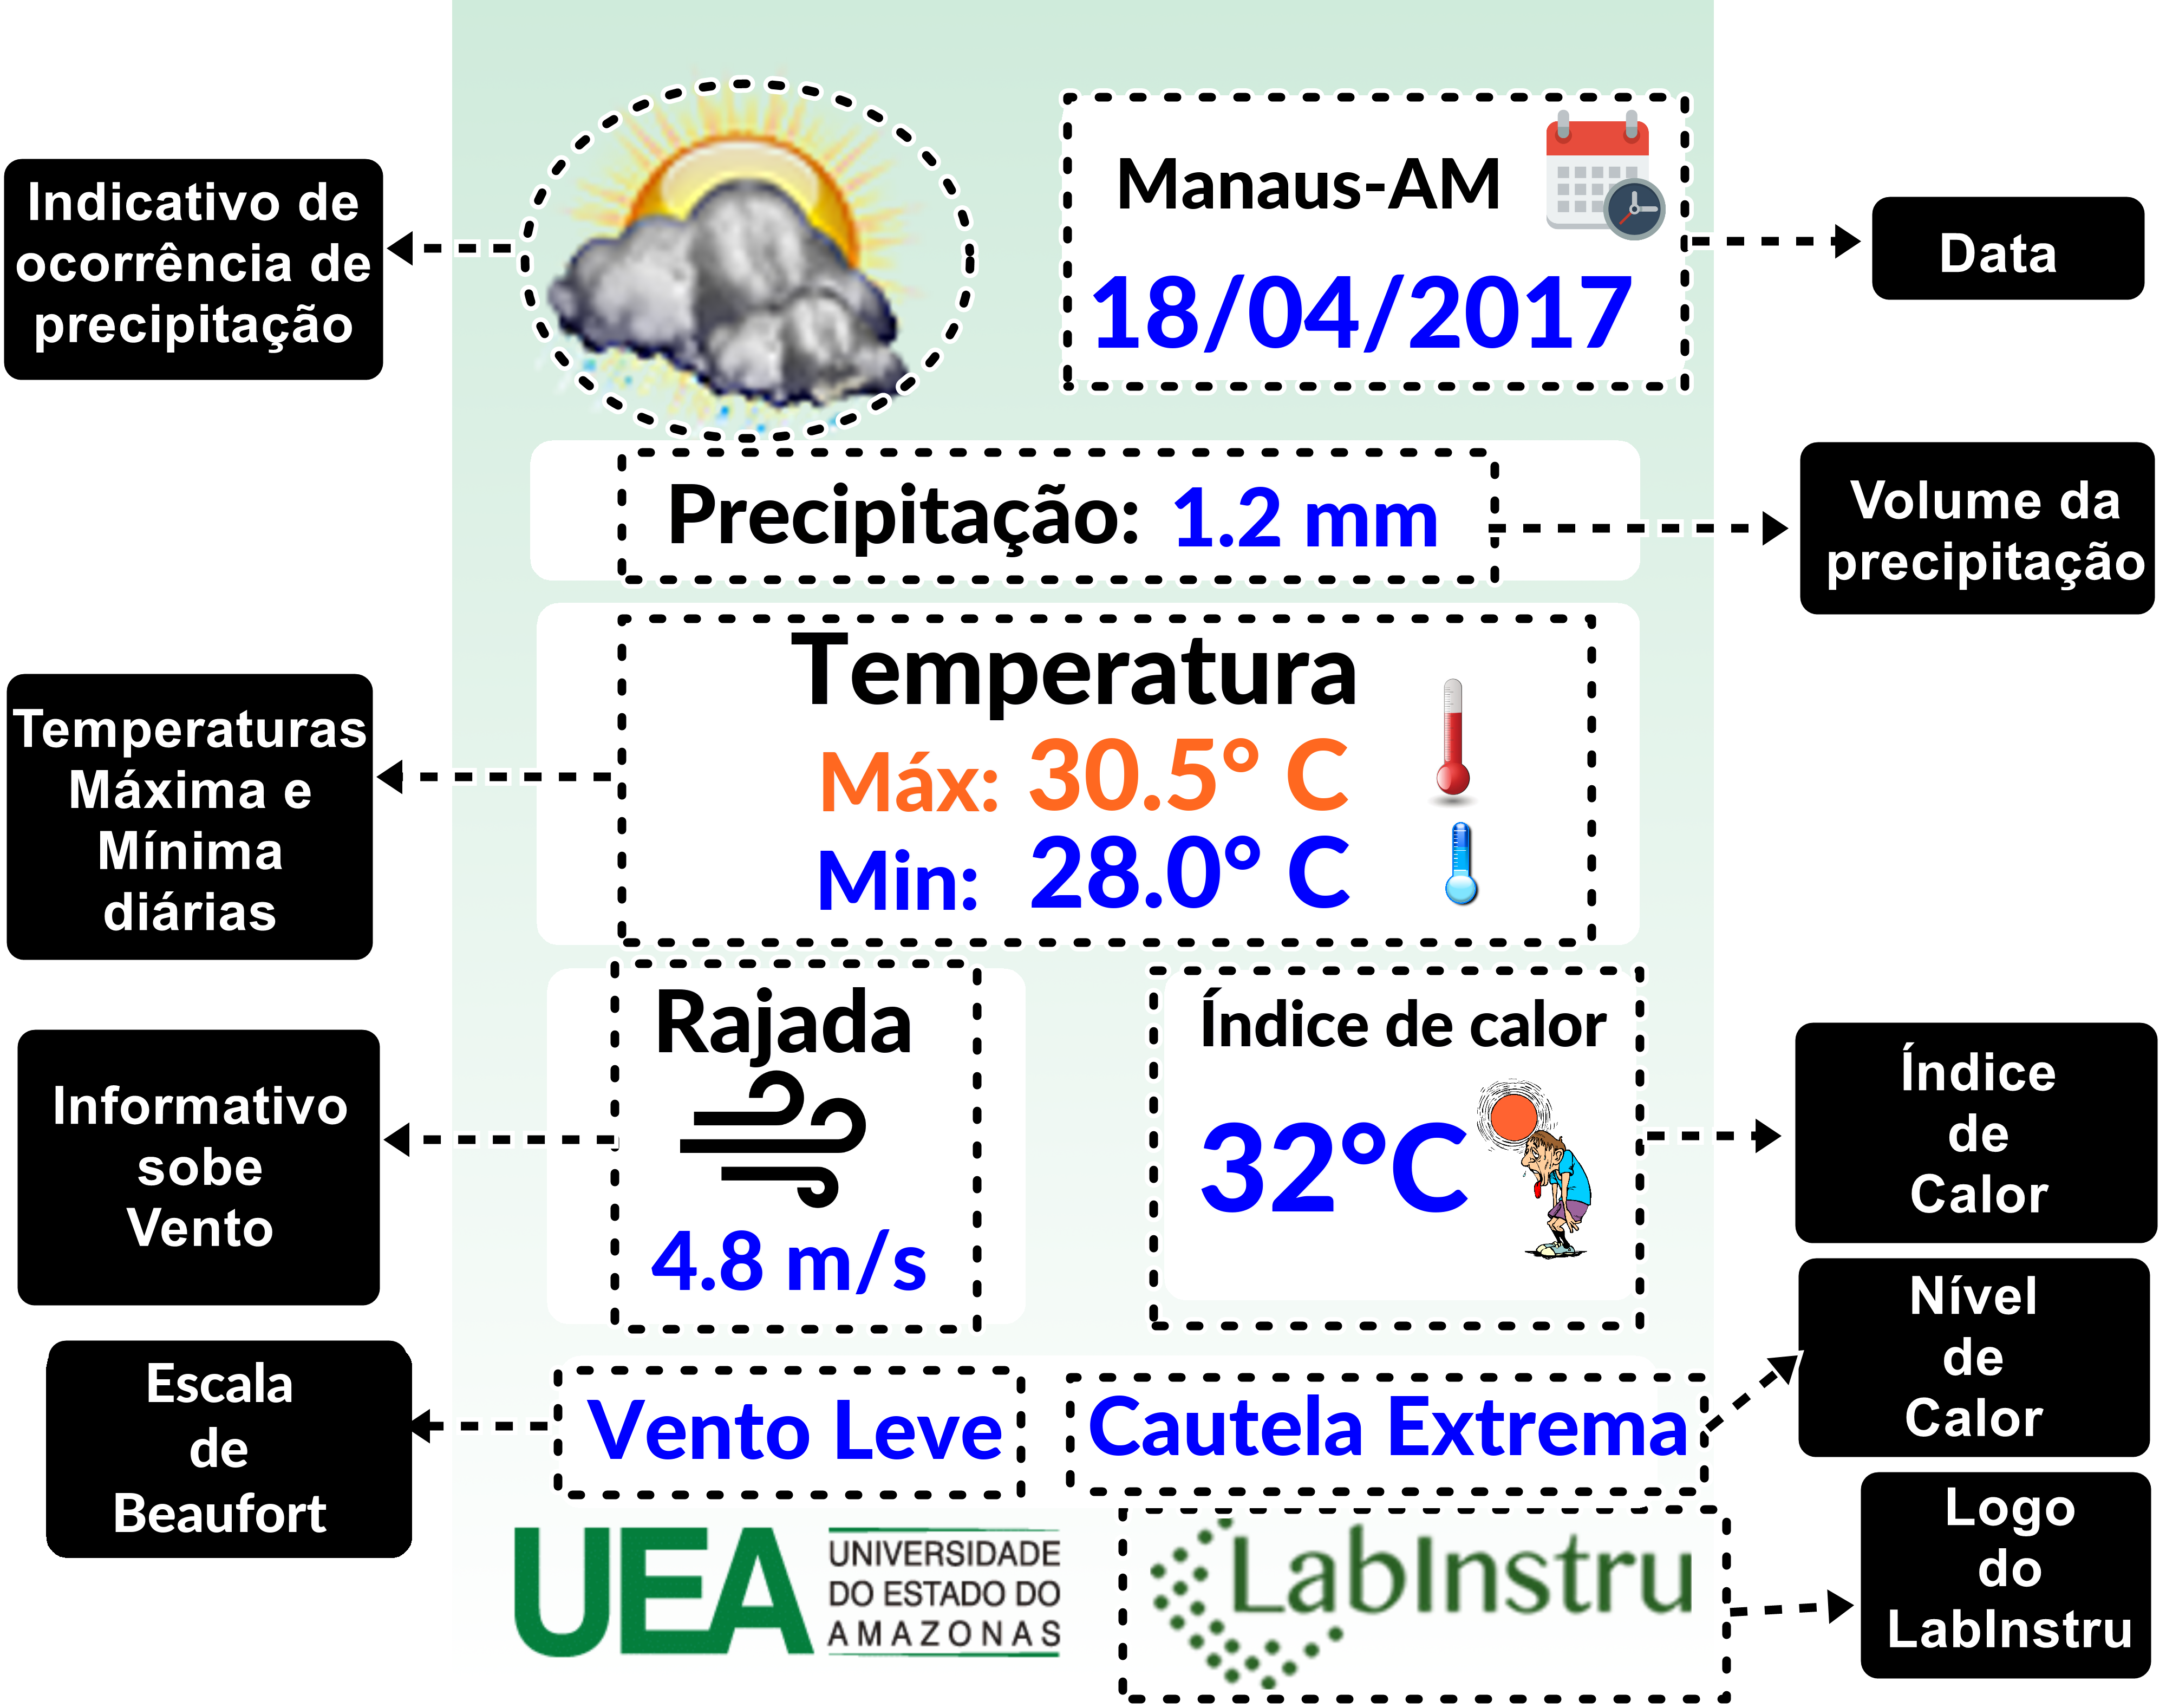 Indicativo de
ocorrência de
precipitação
Manaus-AM
18/04/2017
Data
Precipitação: 1.2 mm
Volume da
precipitação
Temperatura
Máx: 30.5° C
Min: 28.0° C
Temperaturas
Máxima e
Mínima
diárias
Rajada
4.8 m/s
Informativo
sobe
Vento
Índice de calor
32°C
Índice
de
Calor
Vento Leve
Escala
de
Beaufort
Cautela Extrema
Nível
de
Calor
UEA
UNIVERSIDADE
DO ESTADO DO
AMAZONAS
LabInstru
Logo
do
LabInstru